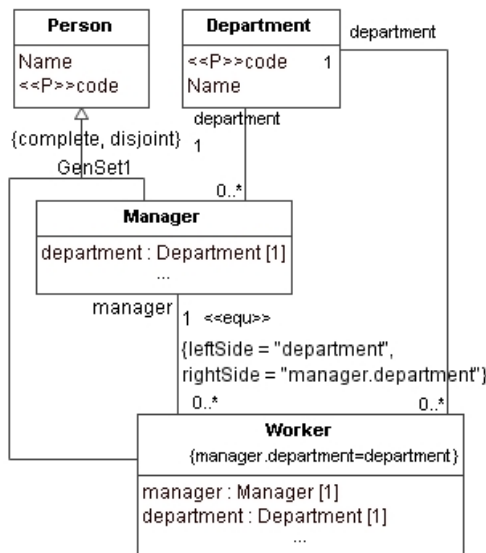 Person
Name
<<P>>code
Department
<<P>>code 1
Name
department
department
{complete, disjoint}
1
GenSet1
0..*
Manager
department : Department [1]
...
manager
1 <<equ>>
{leftSide = "department",
rightSide = "manager.department"}
0..*
0..*
Worker
{manager.department=department}
manager : Manager [1]
department : Department [1]
...